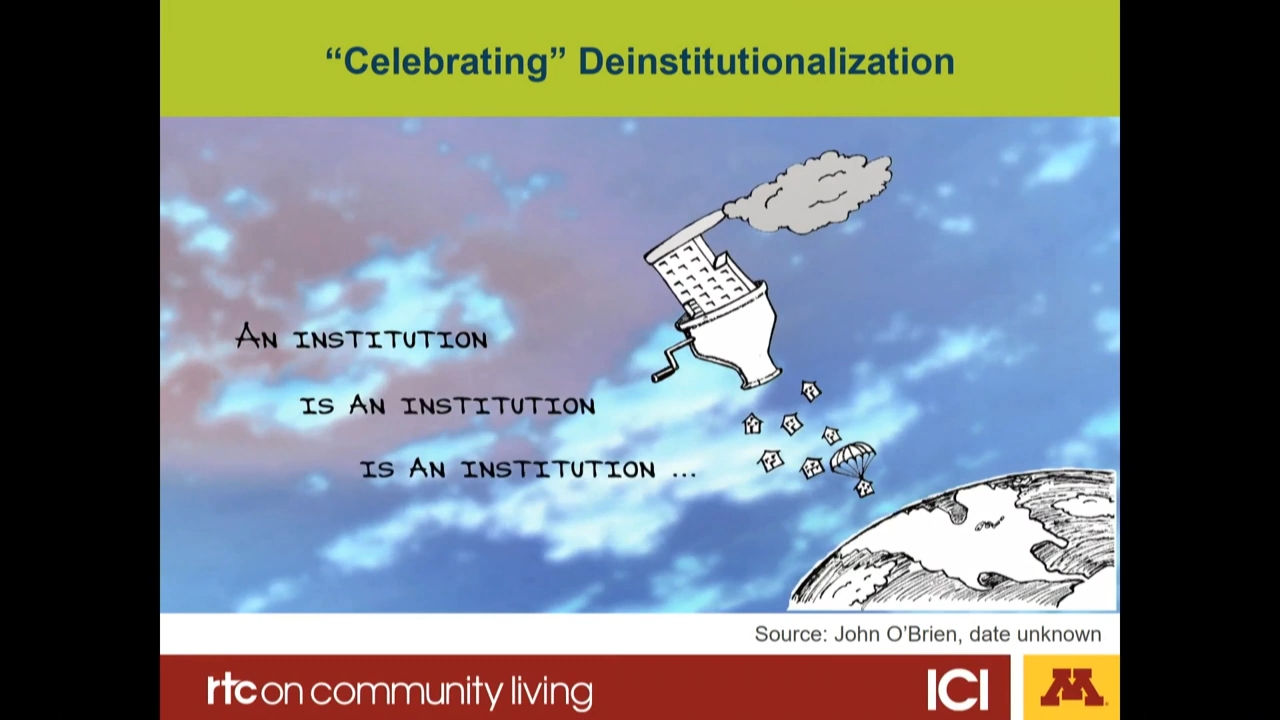 “Celebrating” Deinstitutionalization
AN INSTITUTION
IS AN INSTITUTION
IS AN INSTITUTION ...
Source: John O’Brien, date unknown
rtc on community living
ICI
M